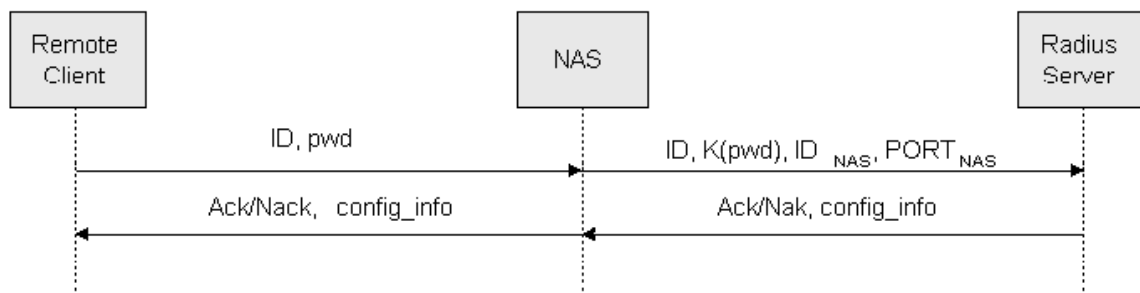 Remote
Client
NAS
Radius
Server
ID, pwd
ID, K(pwd), ID NAS, PORT NAS
Ack/Nack, config_info
Ack/Nak, config_info